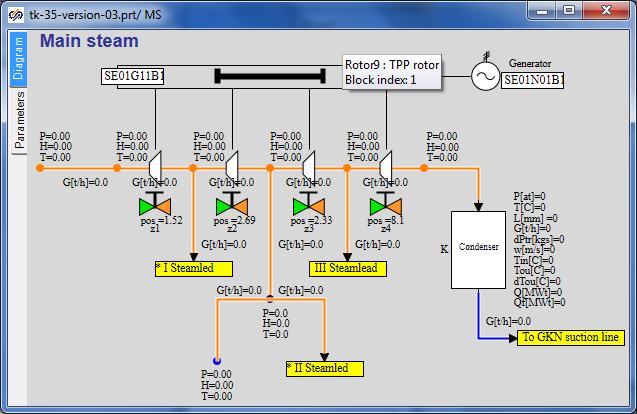 tk-35-version-03.prt/ MS
Diagram
Parameters
Main steam
SE01G11B1
Rotor9 : TPP rotor
Block index: 1
Generator
SE01N01B1
P=0.00 P=0.00 P=0.00 P=0.00 P=0.00 P=0.00
H=0.00 H=0.00 H=0.00 H=0.00 H=0.00 H=0.00
T=0.00 T=0.00 T=0.00 T=0.00 T=0.00 T=0.00
G[t/h]=0.0 G[t/h]=0.0 G[t/h]=0.0 G[t/h]=0.0 G[t/h]=0.0
pos =1.52 pos =2.69 pos =2.33 pos =8.1
z1 z2 z3 z4
G[t/h]=0.0 G[t/h]=0.0 G[t/h]=0.0
* I Steamled
III Steamlead
K
Condenser
P[at]=0
T[C]=0
L[mm] =0
G[t/h]=0
dPtr[kgs]=0
w[m/s]=0
Tin[C]=0
Tou[C]=0
dTou[C]=0
Q[MWt]=0
Qf[MWt]=0
G[t/h]=0.0 G[t/h]=0.0
P=0.00
H=0.0
T=0.0
G[t/h]=0.0
To GKN suction line
* II Steamled
P=0.00
H=0.00
T=0.00